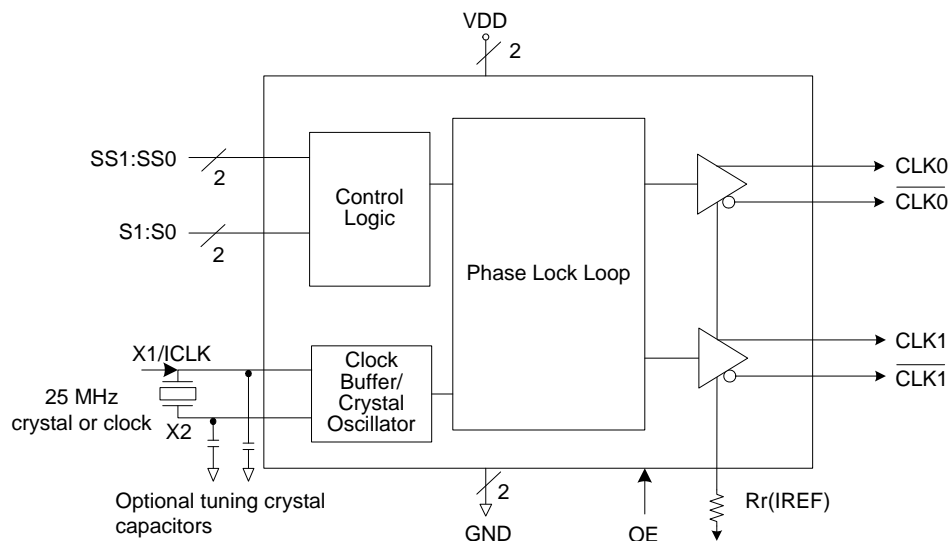 VDD
2
SS1:SS0
2
S1:S0
2
Control
Logic
Phase Lock Loop
CLK0
CLK0
CLK1
CLK1
X1/ICLK
25 MHz
crystal or clock
X2
Clock
Buffer/
Crystal
Oscillator
Optional tuning crystal
capacitors
2
GND
OE
Rr(IREF)